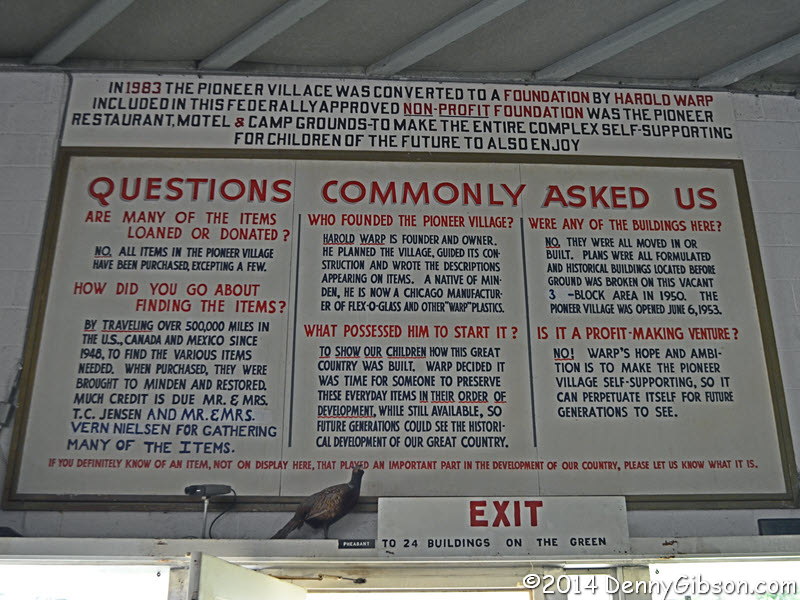 IN 1983 THE PIONEER VILLAGE WAS CONVERTED TO A FOUNDATION BY HAROLD WARP
INCLUDED IN THIS FEDERALLY APPROVED NON-PROFIT FOUNDATION WAS THE PIONEER
RESTAURANT, MOTEL & CAMP GROUNDS-TO MAKE THE ENTIRE COMPLEX SELF-SUPPORTING
FOR CHILDREN OF THE FUTURE TO ALSO ENJOY
QUESTIONS COMMONLY ASKED US
ARE MANY OF THE ITEMS
LOANED OR DONATED?
NO. ALL ITEMS IN THE PIONEER VILLAGE
HAVE BEEN PURCHASED, EXCEPTING A FEW.
HOW DID YOU GO ABOUT
FINDING THE ITEMS?
BY TRAVELING OVER 500,000 MILES IN
THE U.S., CANADA AND MEXICO SINCE
1948, TO FIND THE VARIOUS ITEMS
NEEDED. WHEN PURCHASED, THEY WERE
BROUGHT TO MINDEN AND RESTORED.
MUCH CREDIT IS DUE MR. & MRS.
T.C. JENSEN AND MR. & MRS.
VERN NIELSEN FOR GATHERING
MANY OF THE ITEMS.
WHO FOUNDED THE PIONEER VILLAGE?
HAROLD WARP IS FOUNDER AND OWNER.
HE PLANNED THE VILLAGE, GUIDED ITS CON-
STRUCTION AND WROTE THE DESCRIPTIONS
APPEARING ON ITEMS. A NATIVE OF MIN-
DEN, HE IS NOW A CHICAGO MANUFACTUR-
ER OF FLEX-O-GLASS AND OTHER "WARP" PLASTICS.
WHAT POSSESSED HIM TO START IT?
TO SHOW OUR CHILDREN HOW THIS GREAT
COUNTRY WAS BUILT. WARP DECIDED IT
WAS TIME FOR SOMEONE TO PRESERVE
THESE EVERYDAY ITEMS IN THEIR ORDER OF
DEVELOPMENT, WHILE STILL AVAILABLE, SO
FUTURE GENERATIONS COULD SEE THE HISTORI-
CAL DEVELOPMENT OF OUR GREAT COUNTRY.
WERE ANY OF THE BUILDINGS HERE?
NO. THEY WERE ALL MOVED IN OR
BUILT. PLANS WERE ALL FORMULATED
AND HISTORICAL BUILDINGS LOCATED BEFORE
GROUND WAS BROKEN ON THIS VACANT
3 -BLOCK AREA IN 1950. THE
PIONEER VILLAGE WAS OPENED JUNE 6, 1953.
IS IT A PROFIT-MAKING VENTURE?
NO! WARP'S HOPE AND AMBI-
TION IS TO MAKE THE PIONEER
VILLAGE SELF-SUPPORTING, SO IT
CAN PERPETUATE ITSELF FOR FUTURE
GENERATIONS TO SEE.
IF YOU DEFINITELY KNOW OF AN ITEM, NOT ON DISPLAY HERE, THAT PLAYED AN IMPORTANT PART IN THE DEVELOPMENT OF OUR COUNTRY, PLEASE LET US KNOW WHAT IT IS.
EXIT
PHEASANT
TO 24 BUILDINGS ON THE GREEN
6
6
©2014 DennyGibson.com